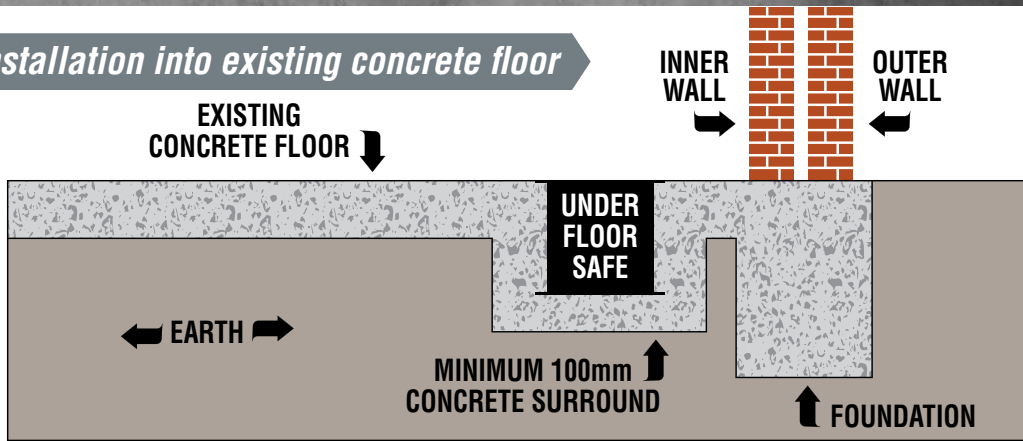 stallation into existing concrete floor
EXISTING
CONCRETE FLOOR
INNER
WALL
OUTER
WALL
UNDER
FLOOR
SAFE
EARTH
MINIMUM 100mm
CONCRETE SURROUND
FOUNDATION